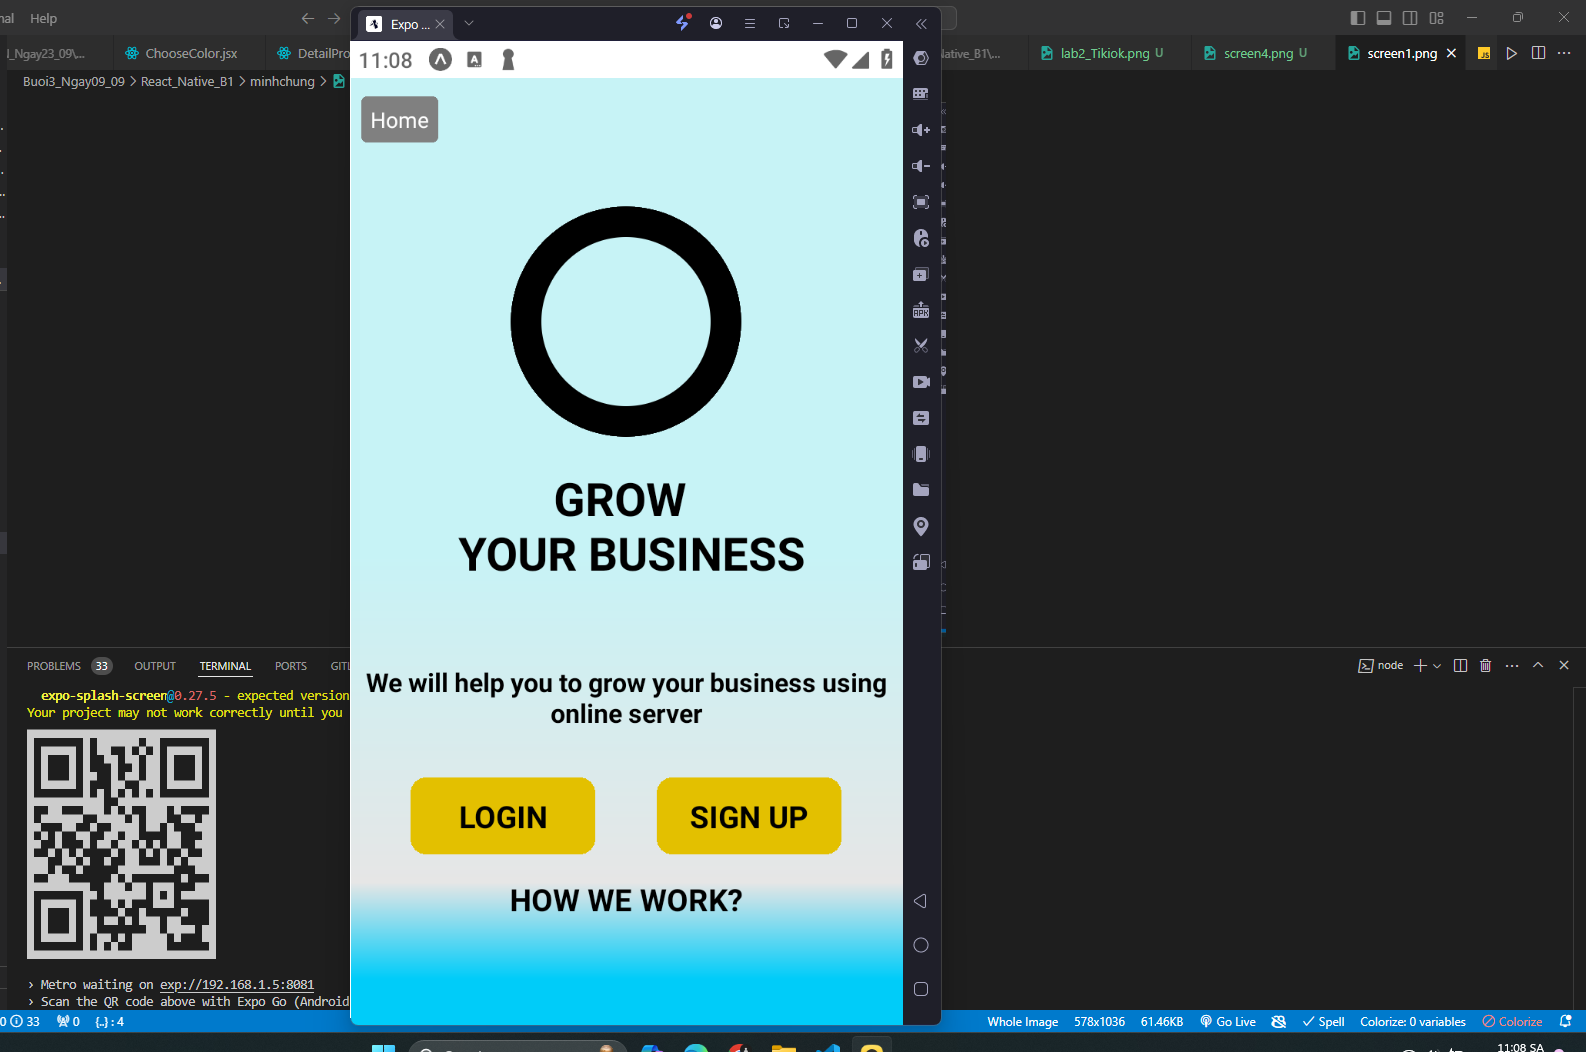 Help
Expo ...
_Ngay23_09\...
ChooseColor.jsx
DetailPro
Native_B1\...
lab2_Tikiok.png U
screen4.png U
screen1.png
JS
Buoi3_Ngay09_09 > React_Native_B1 > minhchung >
11:08
Home
APK
GROW
YOUR BUSINESS
We will help you to grow your business using
online server
LOGIN
SIGN UP
HOW WE WORK?
PROBLEMS 33 OUTPUT TERMINAL PORTS
node
expo-splash-screen@0.27.5 - expected version
Your project may not work correctly until you
› Metro waiting on exp://192.168.1.5:8081
› Scan the QR code above with Expo Go (Android
0 33 0 {..} : 4
Whole Image 578x1036 61.46KB Go Live Spell Colorize: 0 variables Colorize
11:08 SA